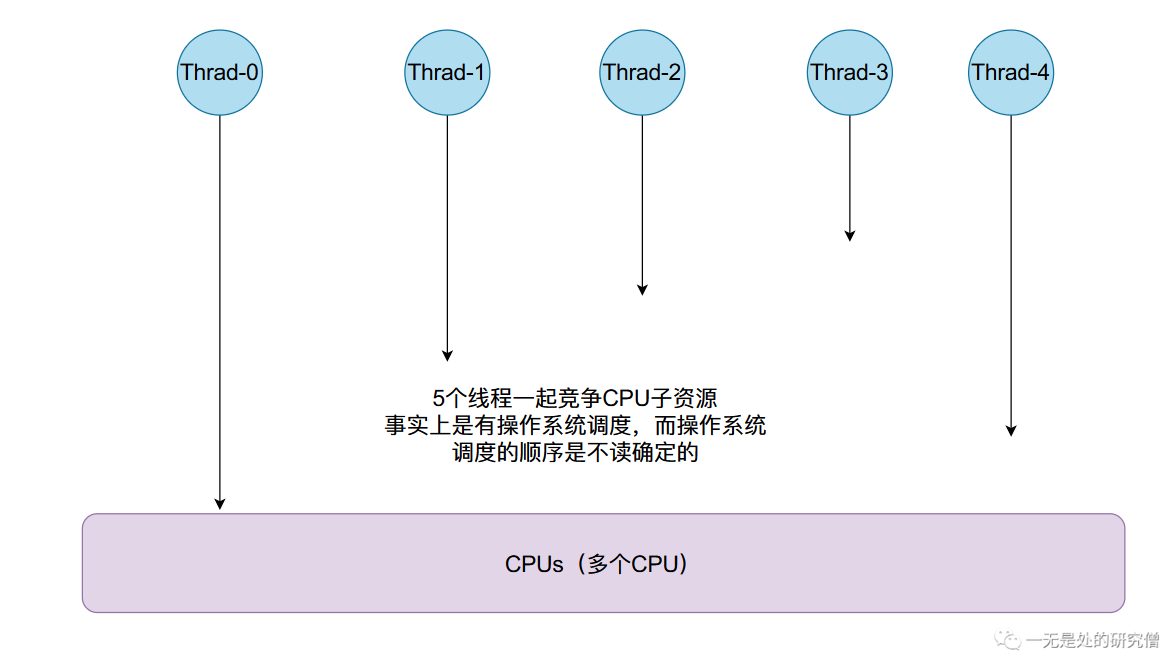 Thrad-0 Thrad-1 Thrad-2 Thrad-3 Thrad-4
5个线程一起竞争CPU子资源
事实上是有操作系统调度，而操作系统
调度的顺序是不读确定的
CPUs（多个CPU）
一无是处的研究僧